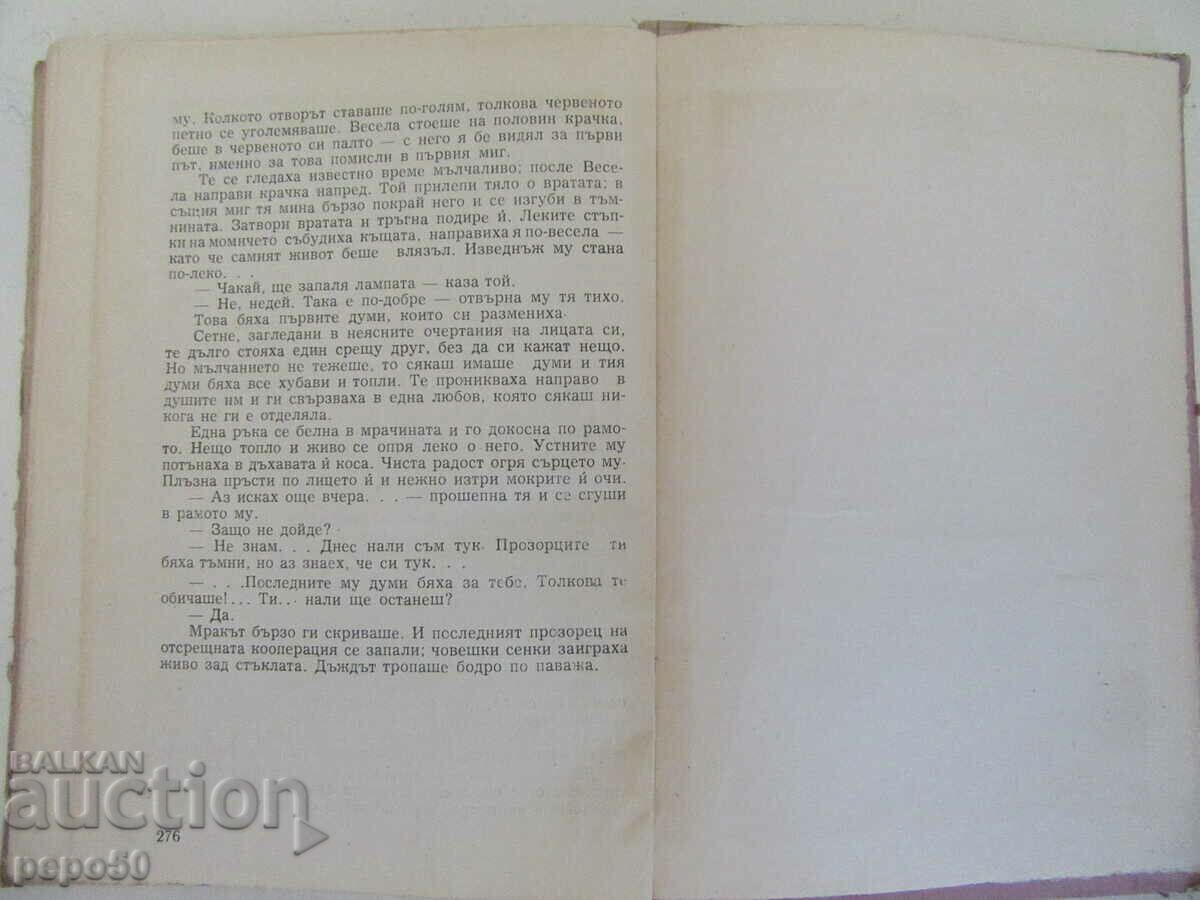 му. Колкото отворът ставаше по-голям, толкова червеното
петно се уголемяваше. Весела стоеше на половин крачка,
беше в червеното си палто — с него я бе видял за първи
път, именно за това помисли в първия миг.
Те се гледаха известно време мълчаливо; после Весе-
ла направи крачка напред. Той прилепи тяло о вратата; в
същия миг тя мина бързо покрай него и се изгуби в тъм-
нината. Затвори вратата и тръгна подире ѝ. Леките стъп-
ки на момичето събудиха къщата, направиха я по-весела —
като че самият живот беше влязъл. Изведнъж му стана
по-леко. . .
— Чакай, ще запаля лампата — каза той.
— Не, недей. Така е по-добре — отвърна му тя тихо.
Това бяха първите думи, които си размениха.
Сетне, загледани в неясните очертания на лицата си,
те дълго стояха един срещу друг, без да си кажат нещо.
Но мълчанието не тежеше, то сякаш имаше думи и тия
думи бяха все хубави и топли. Те проникваха направо в
душите им и ги свързваха в една любов, която сякаш ни-
кога не ги е отделяла.
Една ръка се белна в мрачината и го докосна по рамо-
то. Нещо топло и живо се опря леко о него. Устните му
потънаха в дъхавата ѝ коса. Чиста радост огря сърцето му.
Плъзна пръсти по лицето ѝ и нежно изтри мокрите ѝ очи.
— Аз исках още вчера. . . — прошепна тя и се сгуши
в рамото му.
— Защо не дойде?
— Не знам. . . Днес нали съм тук. Прозорците ти
бяха тъмни, но аз знаех, че си тук. . .
— . . .Последните му думи бяха за тебе. Толкова те
обичаше!... Ти... нали ще останеш?
— Да.
Мракът бързо ги скриваше. И последният прозорец на
отсрещната кооперация се запали; човешки сенки заиграха
живо зад стъклата. Дъждът тропаше бодро по паважа.
276
BALKAN
auction
pepo50